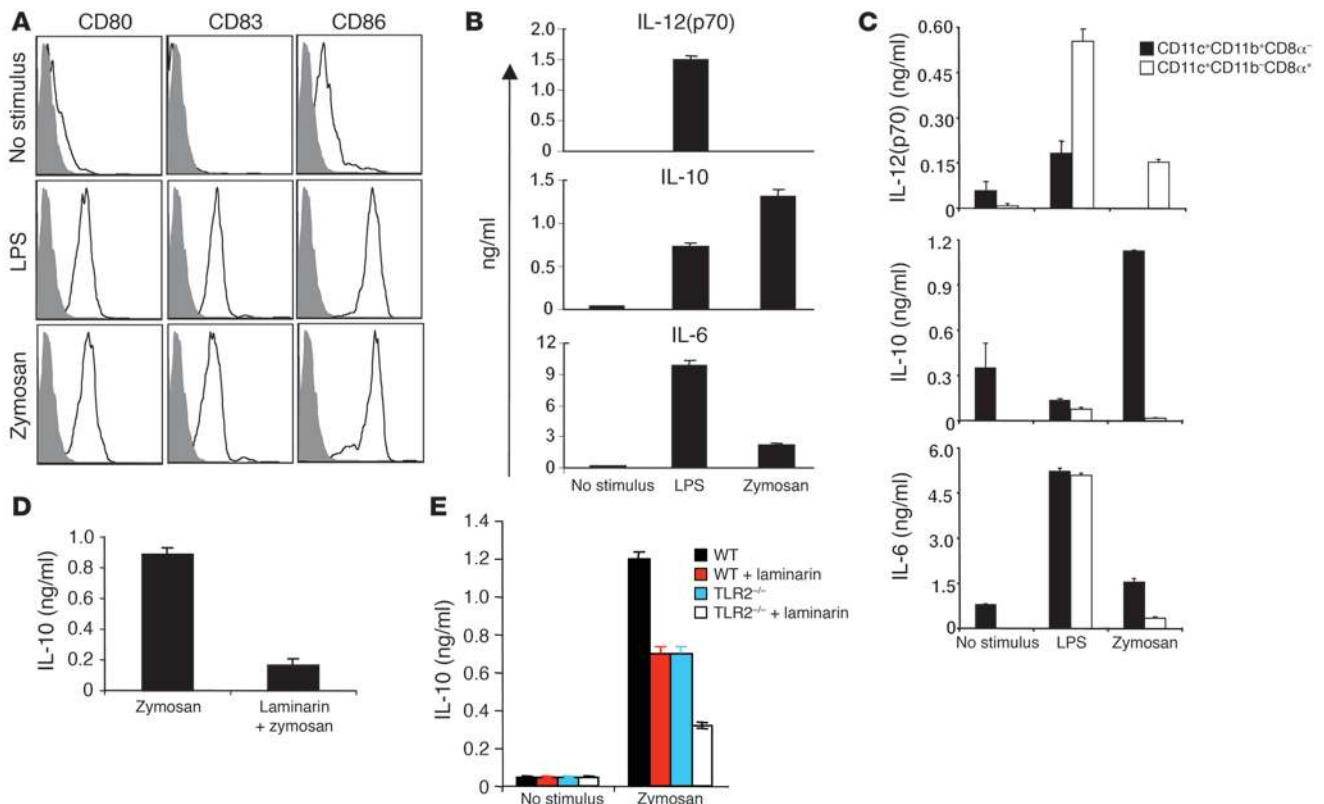 A
CD80
CD83
CD86
No stimulus
LPS
Zymosan
B
IL-12(p70)
2.0
1.5
1.0
0.5
0
IL-10
1.5
1.0
0.5
0
IL-6
12
9
6
3
0
ng/ml
No stimulus
LPS
Zymosan
C
CD11c⁺CD11b⁺CD8α⁻
CD11c⁺CD11b⁻CD8α⁺
IL-12(p70) (ng/ml)
0.60
0.45
0.30
0.15
0
IL-10 (ng/ml)
1.2
0.9
0.6
0.3
0
IL-6 (ng/ml)
6.0
4.5
3.0
1.5
0
No stimulus
LPS
Zymosan
D
IL-10 (ng/ml)
1.0
0.8
0.6
0.4
0.2
0
Zymosan
Laminarin
+ zymosan
E
IL-10 (ng/ml)
1.4
1.2
1.0
0.8
0.6
0.4
0.2
0
WT
WT + laminarin
TLR2⁻/⁻
TLR2⁻/⁻ + laminarin
No stimulus
Zymosan